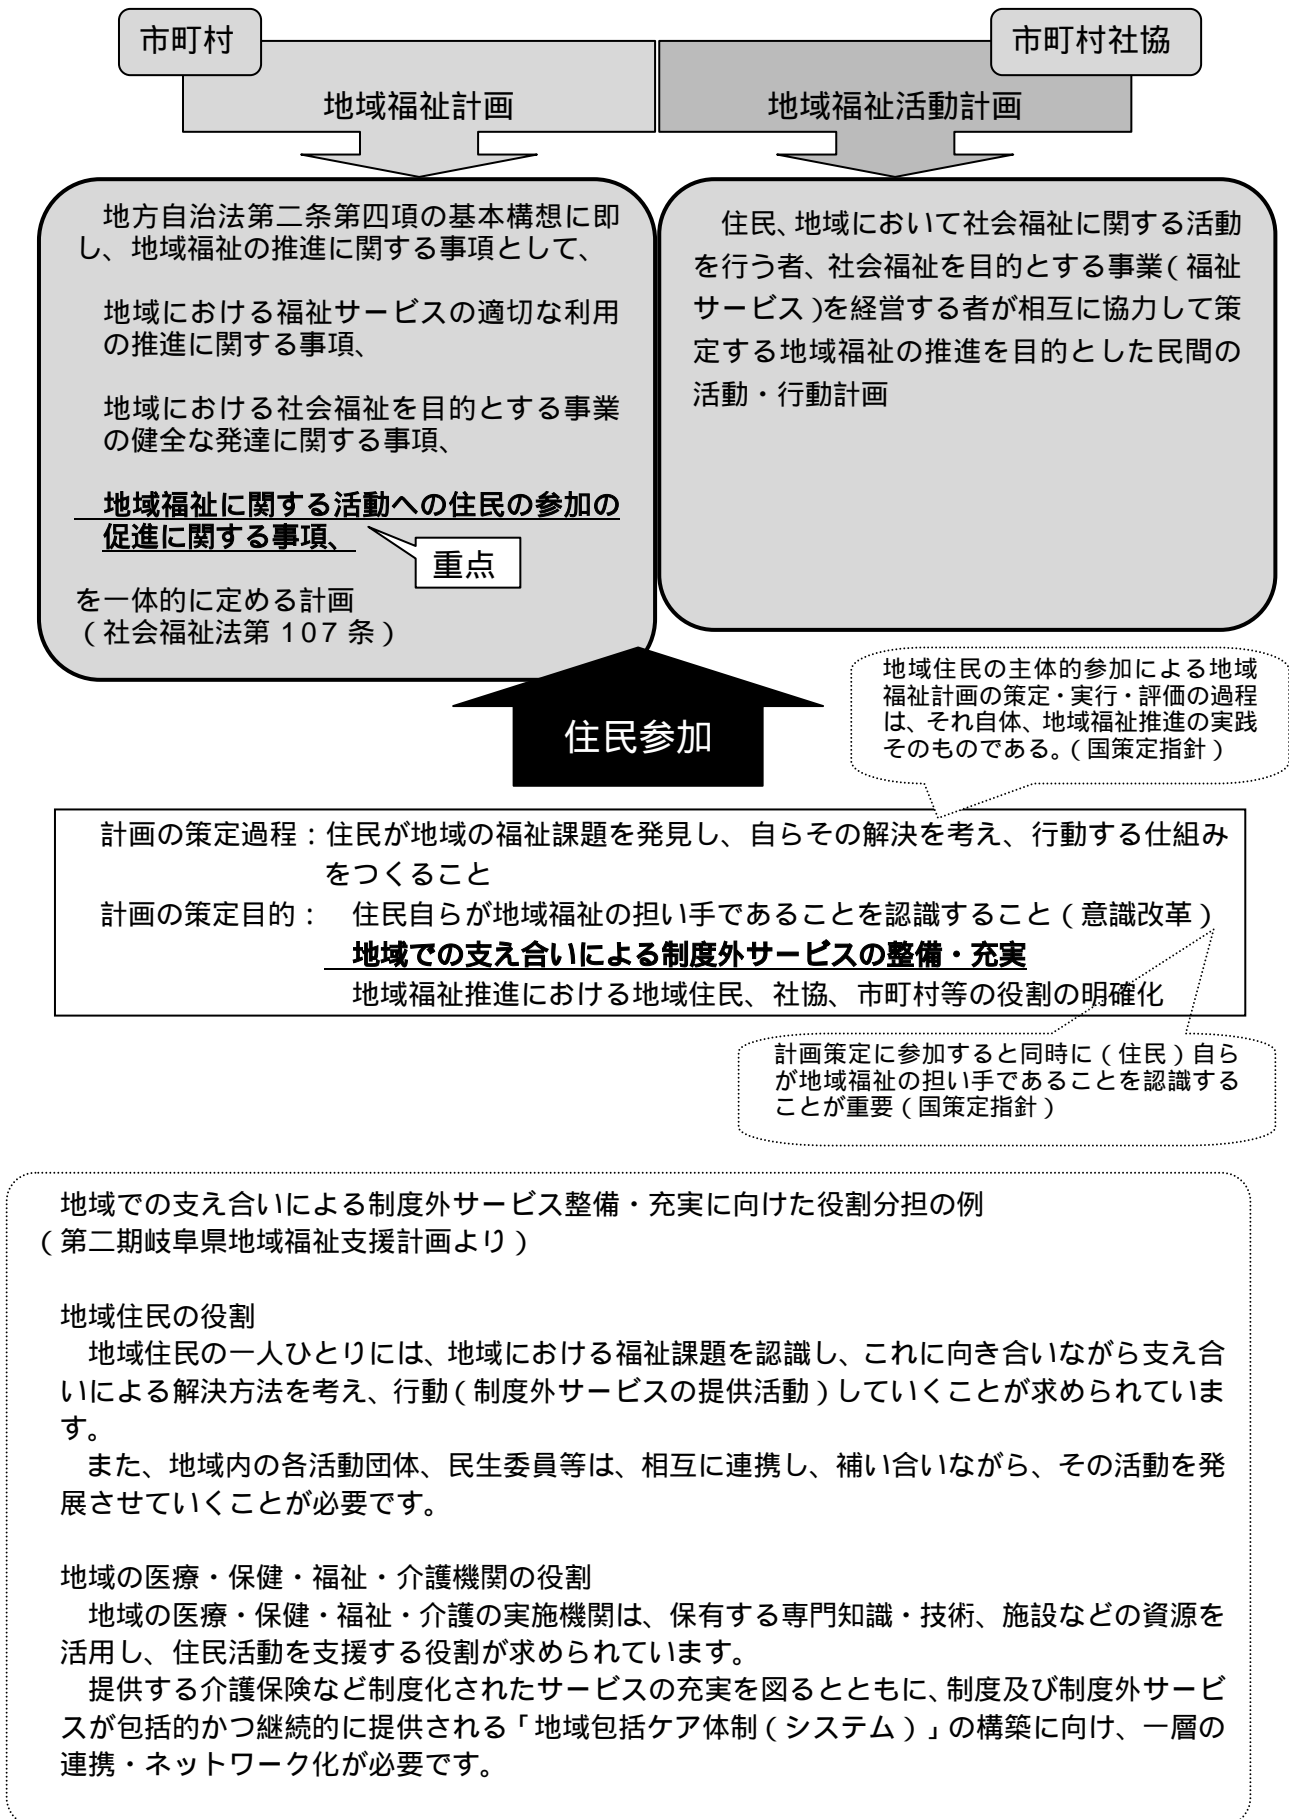 市町村
市町村社協
地域福祉計画
地域福祉活動計画
地方自治法第二条第四項の基本構想に即
し、地域福祉の推進に関する事項として、
地域における福祉サービスの適切な利用
の推進に関する事項、
地域における社会福祉を目的とする事業
の健全な発達に関する事項、
地域福祉に関する活動への住民の参加の
促進に関する事項、
重点
を一体的に定める計画
（社会福祉法第107条）
住民、地域において社会福祉に関する活動
を行う者、社会福祉を目的とする事業（福祉
サービス）を経営する者が相互に協力して策
定する地域福祉の推進を目的とした民間の
活動・行動計画
住民参加
地域住民の主体的参加による地域
福祉計画の策定・実行・評価の過程
は、それ自体、地域福祉推進の実践
そのものである。（国策定指針）
計画の策定過程：住民が地域の福祉課題を発見し、自らその解決を考え、行動する仕組み
をつくること
計画の策定目的：　住民自らが地域福祉の担い手であることを認識すること（意識改革）
地域での支え合いによる制度外サービスの整備・充実
地域福祉推進における地域住民、社協、市町村等の役割の明確化
計画策定に参加すると同時に（住民）自ら
が地域福祉の担い手であることを認識する
ことが重要（国策定指針）
地域での支え合いによる制度外サービス整備・充実に向けた役割分担の例
（第二期岐阜県地域福祉支援計画より）
地域住民の役割
地域住民の一人ひとりには、地域における福祉課題を認識し、これに向き合いながら支え合
いによる解決方法を考え、行動（制度外サービスの提供活動）していくことが求められていま
す。
また、地域内の各活動団体、民生委員等は、相互に連携し、補い合いながら、その活動を発
展させていくことが必要です。
地域の医療・保健・福祉・介護機関の役割
地域の医療・保健・福祉・介護の実施機関は、保有する専門知識・技術、施設などの資源を
活用し、住民活動を支援する役割が求められています。
提供する介護保険など制度化されたサービスの充実を図るとともに、制度及び制度外サービ
スが包括的かつ継続的に提供される「地域包括ケア体制（システム）」の構築に向け、一層の
連携・ネットワーク化が必要です。